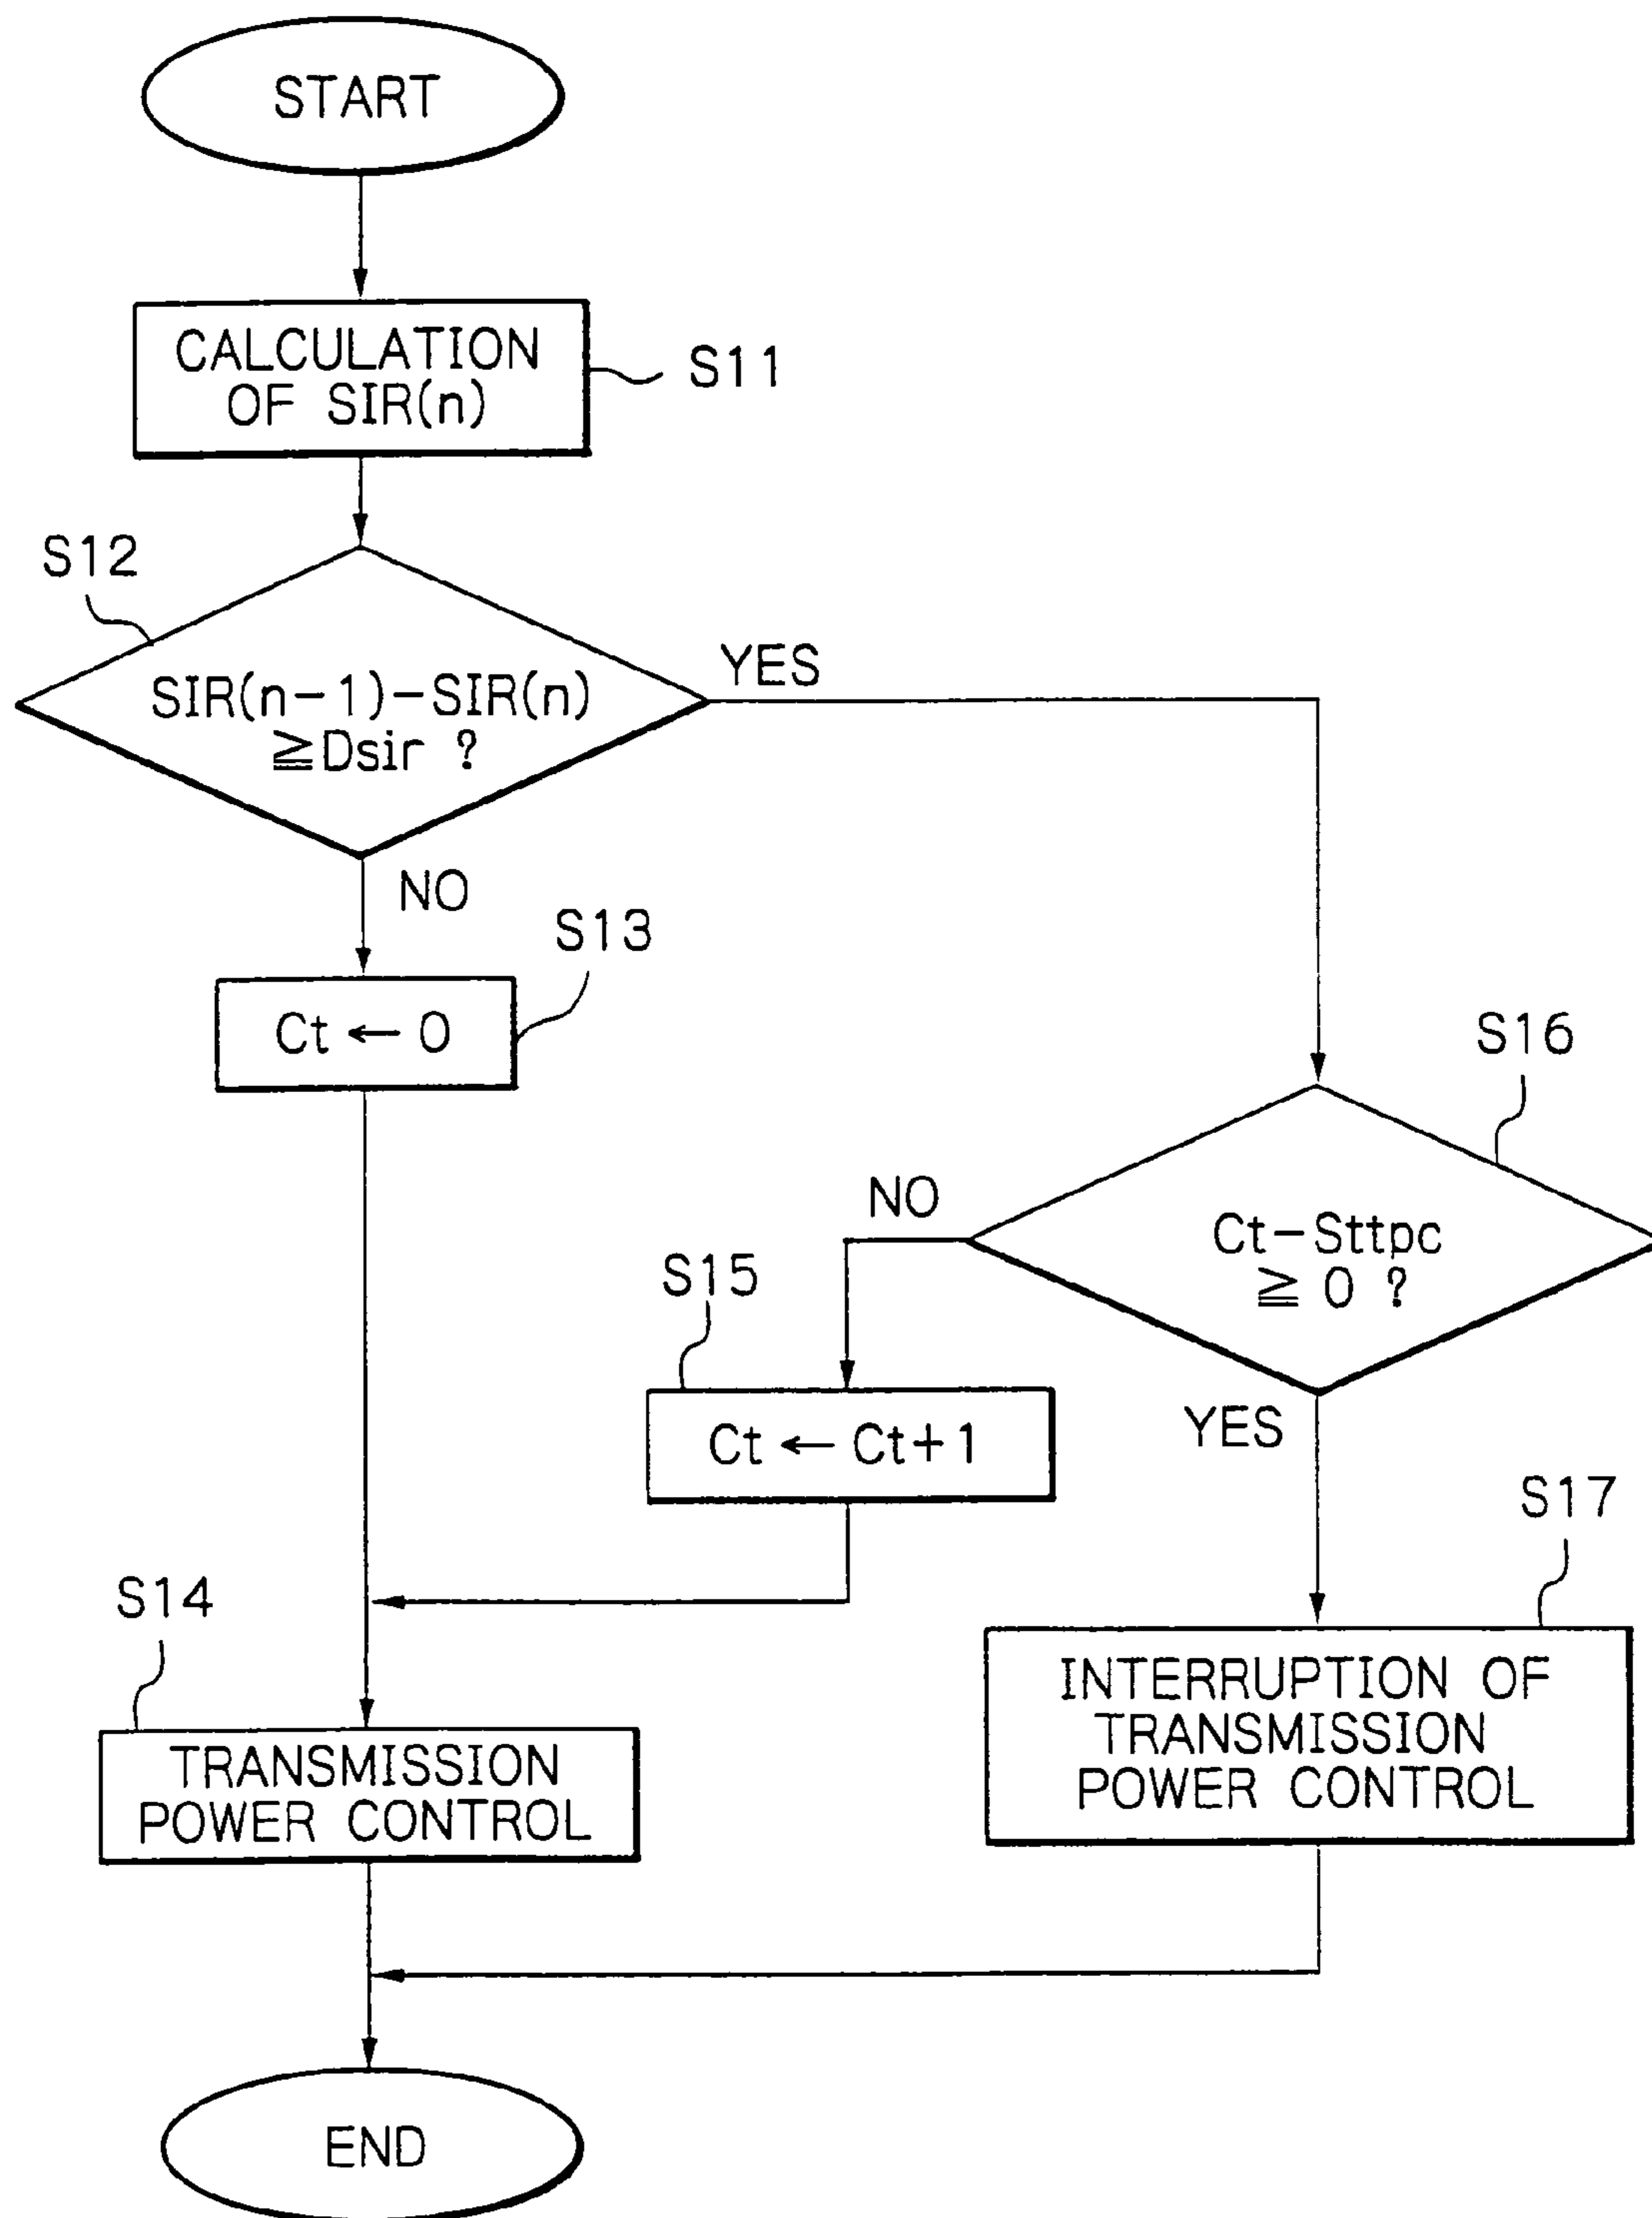 START
CALCULATION
OF SIR(n)
S11
S12
SIR(n-1)-SIR(n)
≧Dsir ?
YES
NO
S13
Ct ← 0
S16
Ct-Sttpc
≧ 0 ?
NO
S15
Ct ← Ct+1
YES
S17
INTERRUPTION OF
TRANSMISSION
POWER CONTROL
S14
TRANSMISSION
POWER CONTROL
END